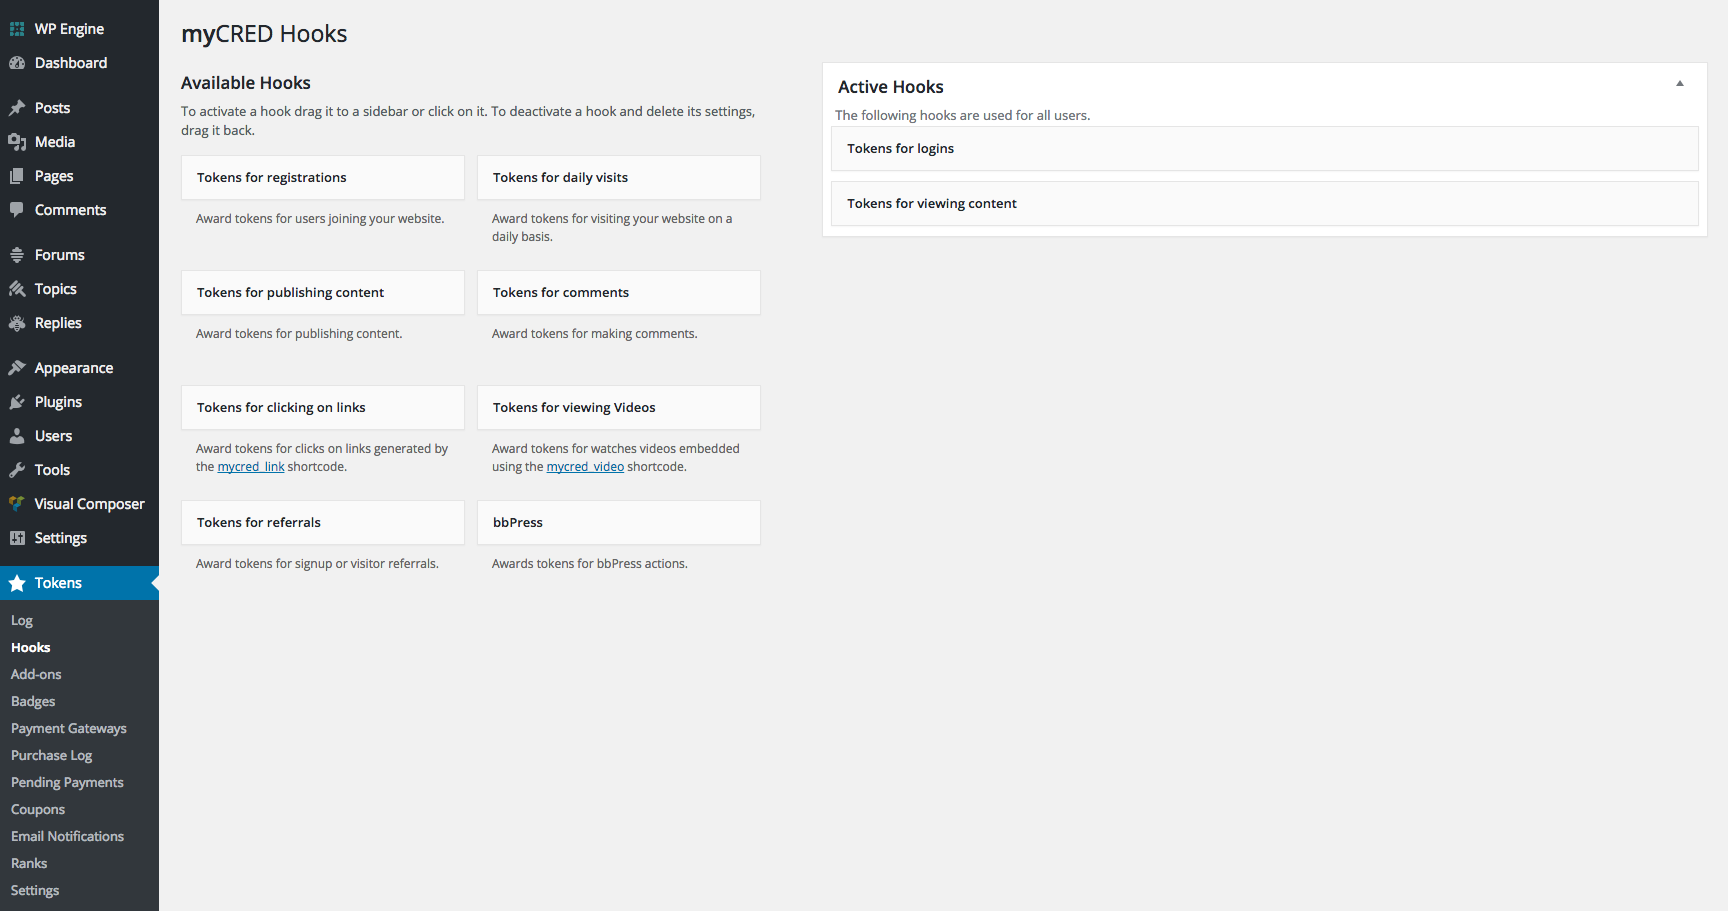 WP Engine
Dashboard
Posts
Media
Pages
Comments
Forums
Topics
Replies
Appearance
Plugins
Users
Tools
Visual Composer
Settings
Tokens
Log
Hooks
Add-ons
Badges
Payment Gateways
Purchase Log
Pending Payments
Coupons
Email Notifications
Ranks
Settings
myCRED Hooks
Available Hooks
To activate a hook drag it to a sidebar or click on it. To deactivate a hook and delete its settings,
drag it back.
Tokens for registrations
Award tokens for users joining your website.
Tokens for daily visits
Award tokens for visiting your website on a
daily basis.
Tokens for publishing content
Award tokens for publishing content.
Tokens for comments
Award tokens for making comments.
Tokens for clicking on links
Award tokens for clicks on links generated by
the mycred_link shortcode.
Tokens for viewing Videos
Award tokens for watches videos embedded
using the mycred_video shortcode.
Tokens for referrals
Award tokens for signup or visitor referrals.
bbPress
Awards tokens for bbPress actions.
Active Hooks
The following hooks are used for all users.
Tokens for logins
Tokens for viewing content